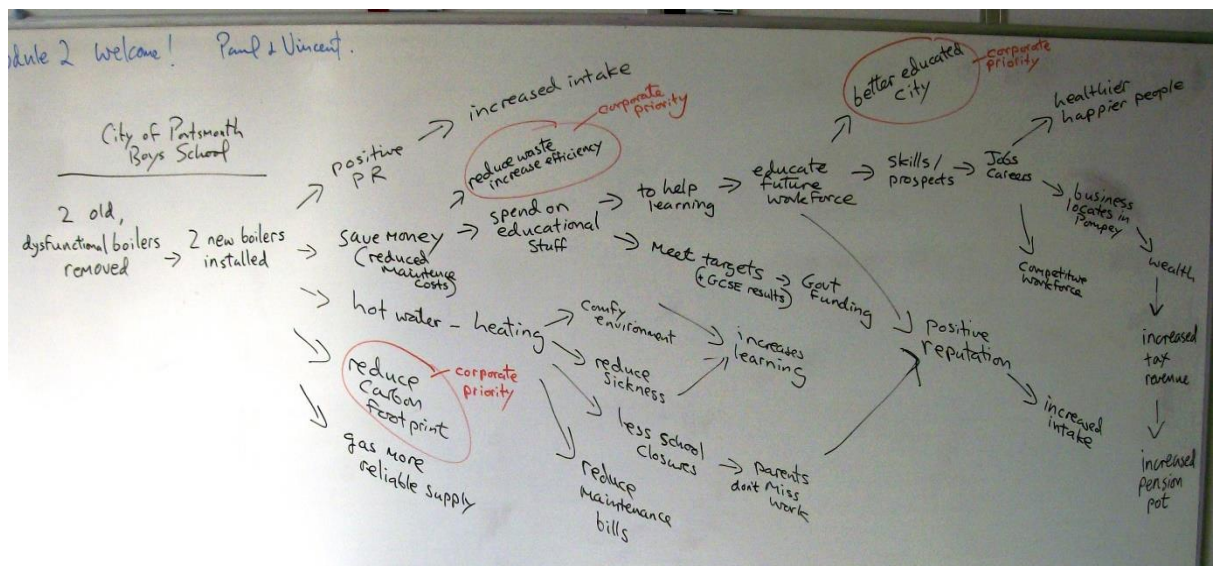 odule 2 Welcome! Paul & Vincent.
City of Portsmouth
Boys School
2 old,
dysfunctional boilers
removed
2 new boilers
installed
positive
PR
increased intake
save money
(reduced
maintence
costs)
reduce waste
increase efficiency
corporate
priority
spend on
educational
stuff
to help
learning
educate
future
workforce
better educated
city
corporate
priority
skills/
prospects
Jobs
Careers
healthier
happier people
business
locates in
Pompey
wealth
increased
tax
revenue
increased
pension
pot
competitive
workforce
Meet targets
(+GCSE results)
Govt
funding
hot water - heating
comfy
environment
reduce
sickness
increases
learning
less school
closures
parents
don't miss
work
positive
reputation
increased
intake
reduce
maintenance
bills
reduce
carbon
footprint
corporate
priority
gas more
reliable supply